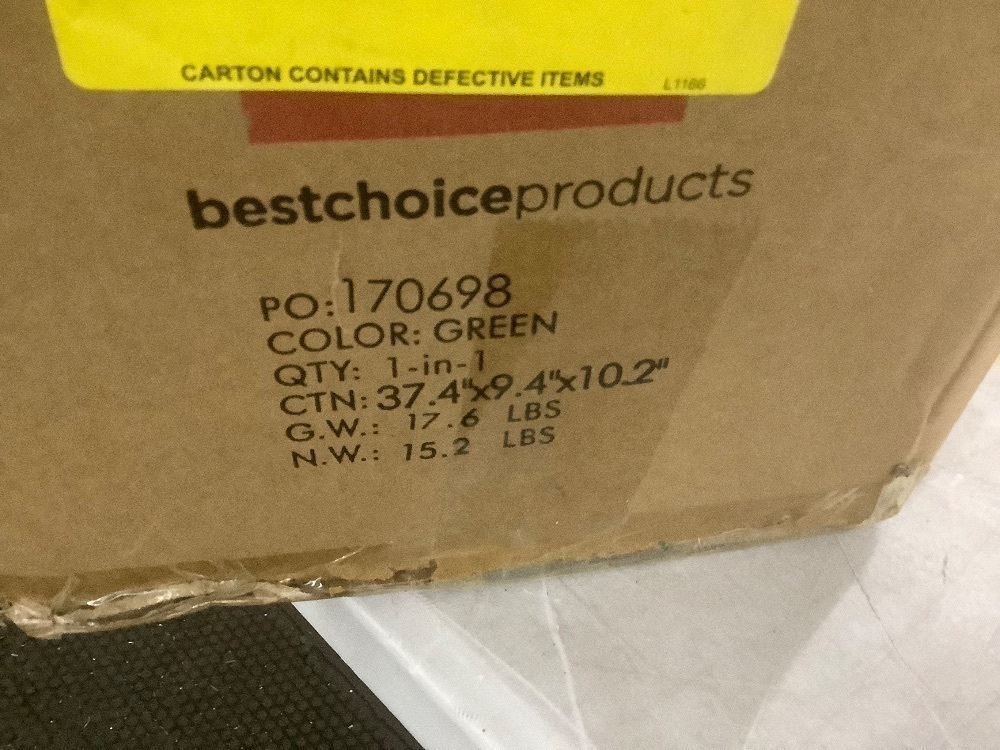 CARTON CONTAINS DEFECTIVE ITEMS L1166
bestchoiceproducts
PO:170698
COLOR: GREEN
QTY: 1-in-1
CTN: 37.4"x9.4"x10.2"
G.W.: 17.6 LBS
N.W.: 15.2 LBS